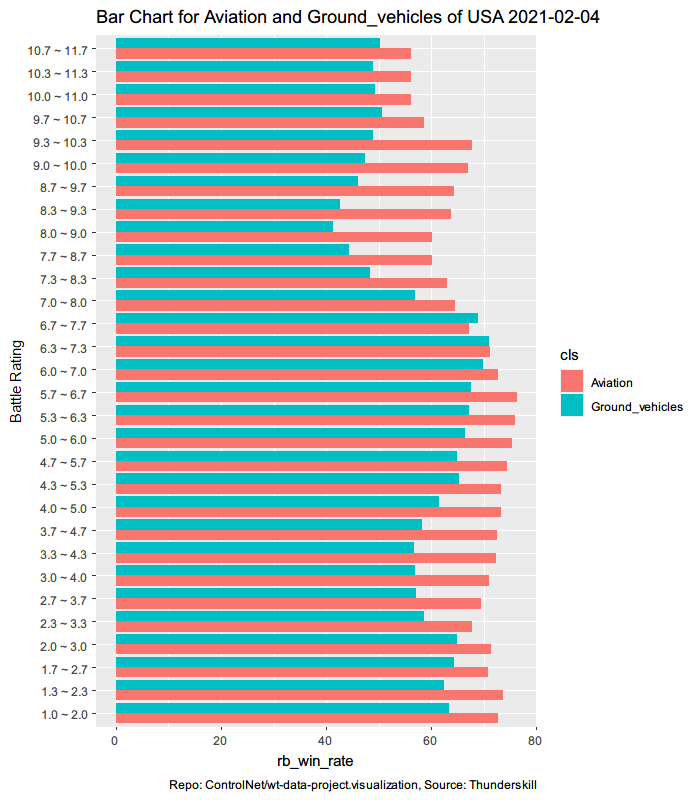 Bar Chart for Aviation and Ground_vehicles of USA 2021-02-04
Battle Rating
10.7 ~ 11.7
10.3 ~ 11.3
10.0 ~ 11.0
9.7 ~ 10.7
9.3 ~ 10.3
9.0 ~ 10.0
8.7 ~ 9.7
8.3 ~ 9.3
8.0 ~ 9.0
7.7 ~ 8.7
7.3 ~ 8.3
7.0 ~ 8.0
6.7 ~ 7.7
6.3 ~ 7.3
6.0 ~ 7.0
5.7 ~ 6.7
5.3 ~ 6.3
5.0 ~ 6.0
4.7 ~ 5.7
4.3 ~ 5.3
4.0 ~ 5.0
3.7 ~ 4.7
3.3 ~ 4.3
3.0 ~ 4.0
2.7 ~ 3.7
2.3 ~ 3.3
2.0 ~ 3.0
1.7 ~ 2.7
1.3 ~ 2.3
1.0 ~ 2.0
0 20 40 60 80
rb_win_rate
cls
Aviation
Ground_vehicles
Repo: ControlNet/wt-data-project.visualization, Source: Thunderskill